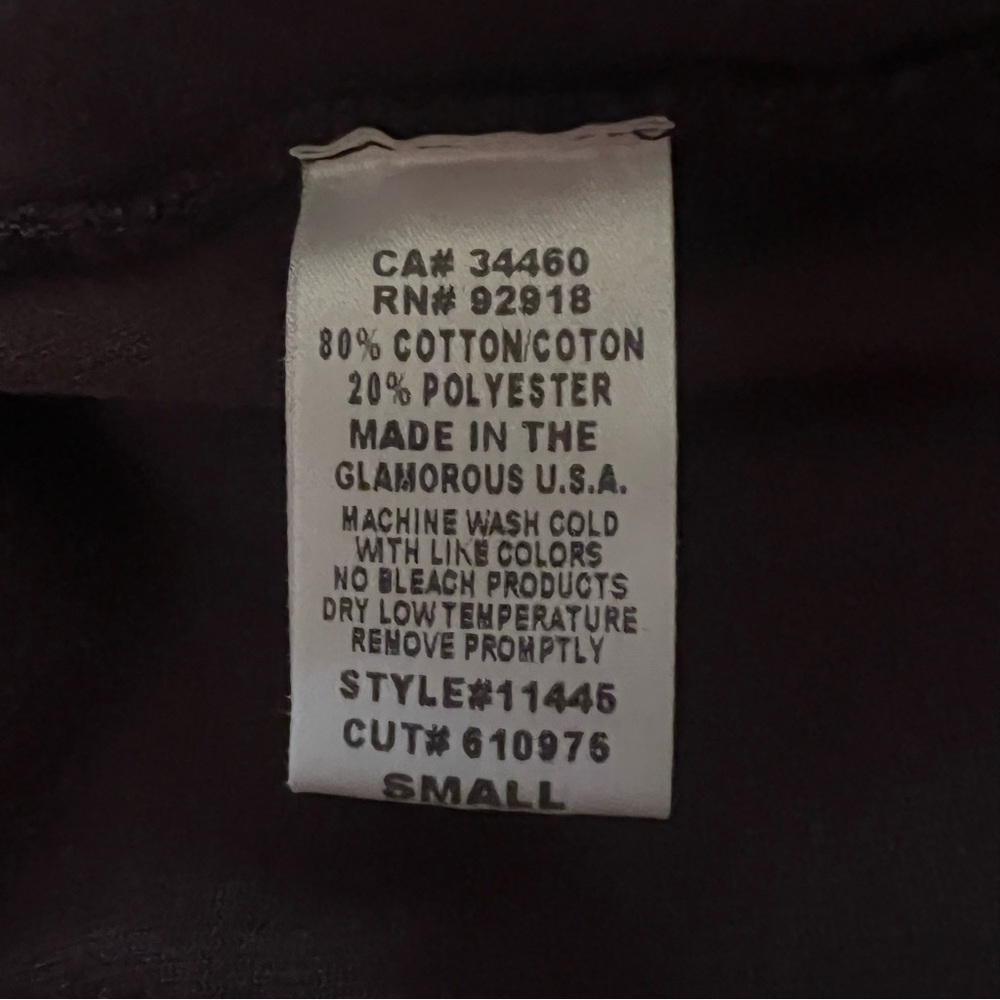 CA# 34460
RN# 92918
80% COTTON/COTON
20% POLYESTER
MADE IN THE
GLAMOROUS U.S.A.
MACHINE WASH COLD
WITH LIKE COLORS
NO BLEACH PRODUCTS
DRY LOW TEMPERATURE
REMOVE PROMPTLY
STYLE#11445
CUT# 610976
SMALL